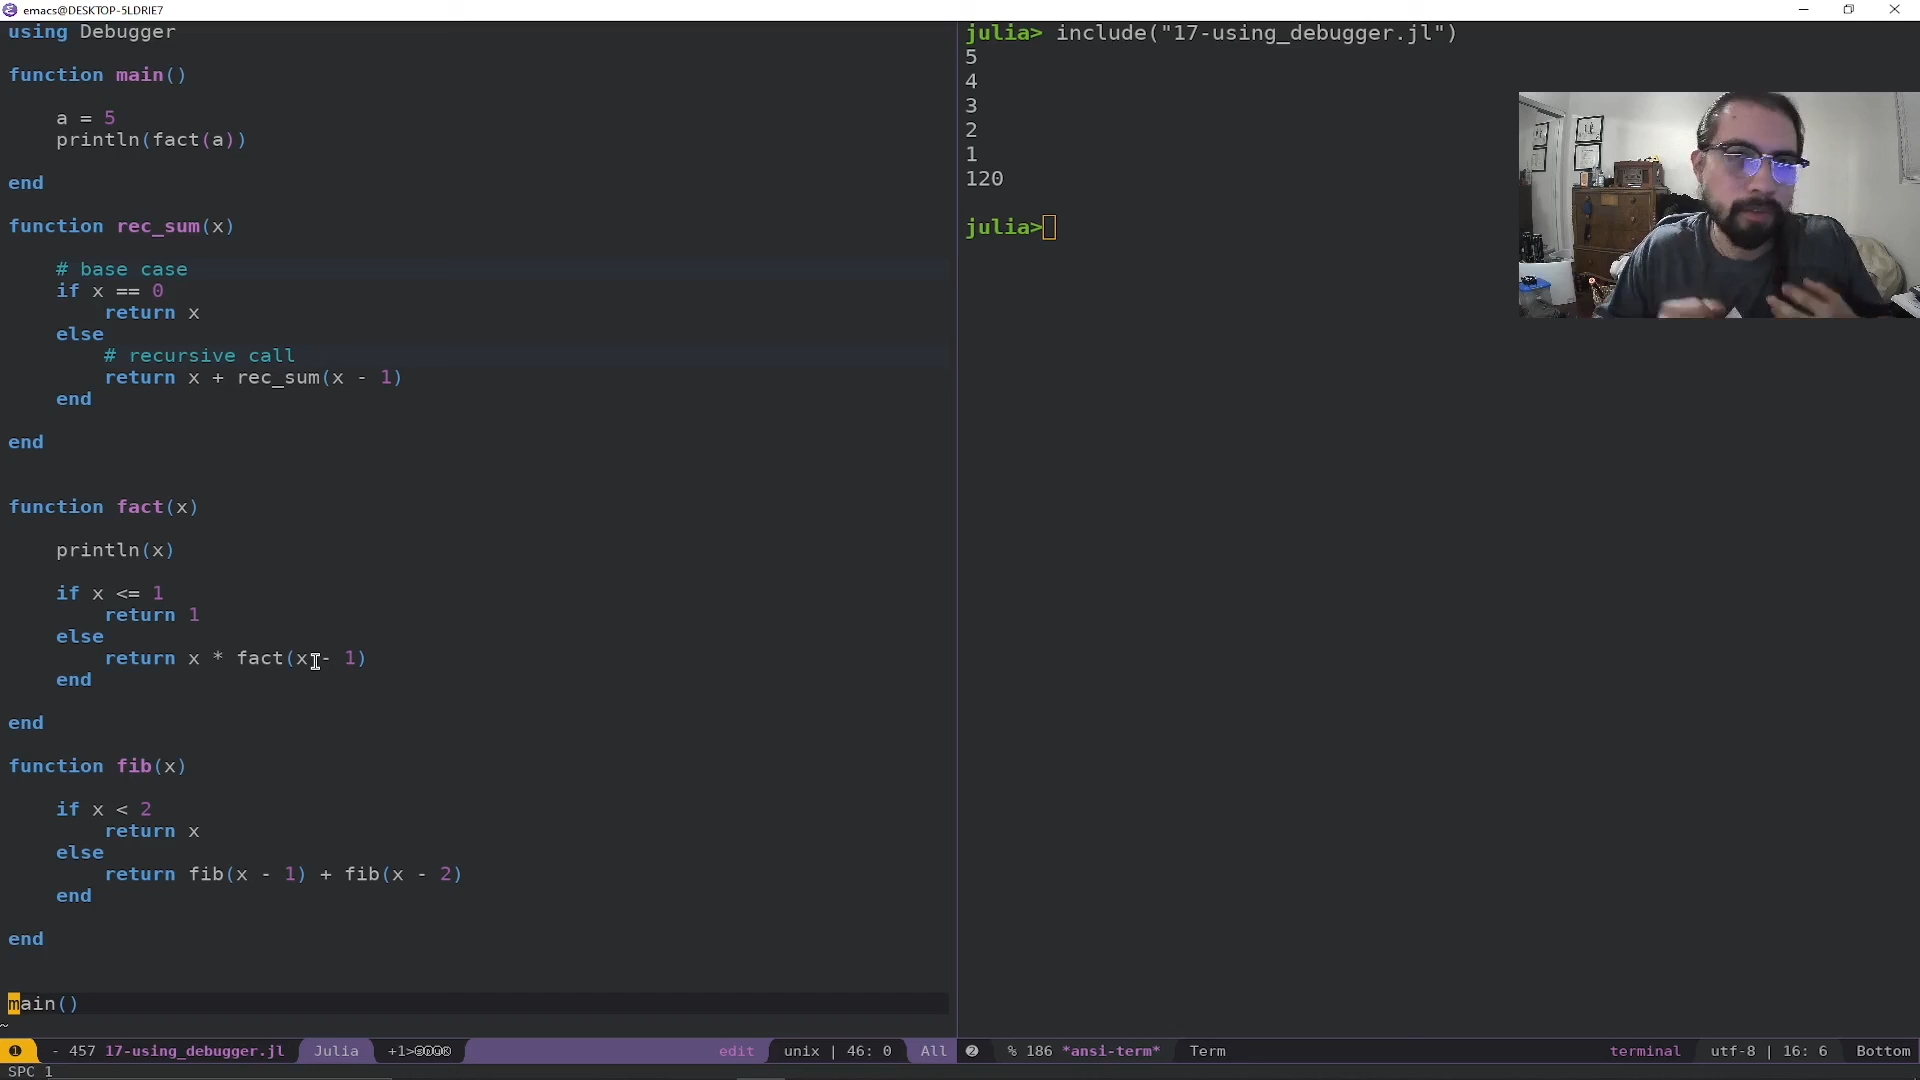 emacs@DESKTOP-5LDRIE7
using Debugger
function main()
a = 5
println(fact(a))
end
function rec_sum(x)
# base case
if x == 0
return x
else
# recursive call
return x + rec_sum(x - 1)
end
end
function fact(x)
println(x)
if x <= 1
return 1
else
return x * fact(x - 1)
end
end
function fib(x)
if x < 2
return x
else
return fib(x - 1) + fib(x - 2)
end
end
main()
~
❶ - 457 17-using_debugger.jl Julia edit unix | 46: 0 All
SPC 1
julia> include("17-using_debugger.jl")
5
4
3
2
1
120
julia>
❷ % 186 *ansi-term* Term terminal utf-8 | 16: 6 Bottom